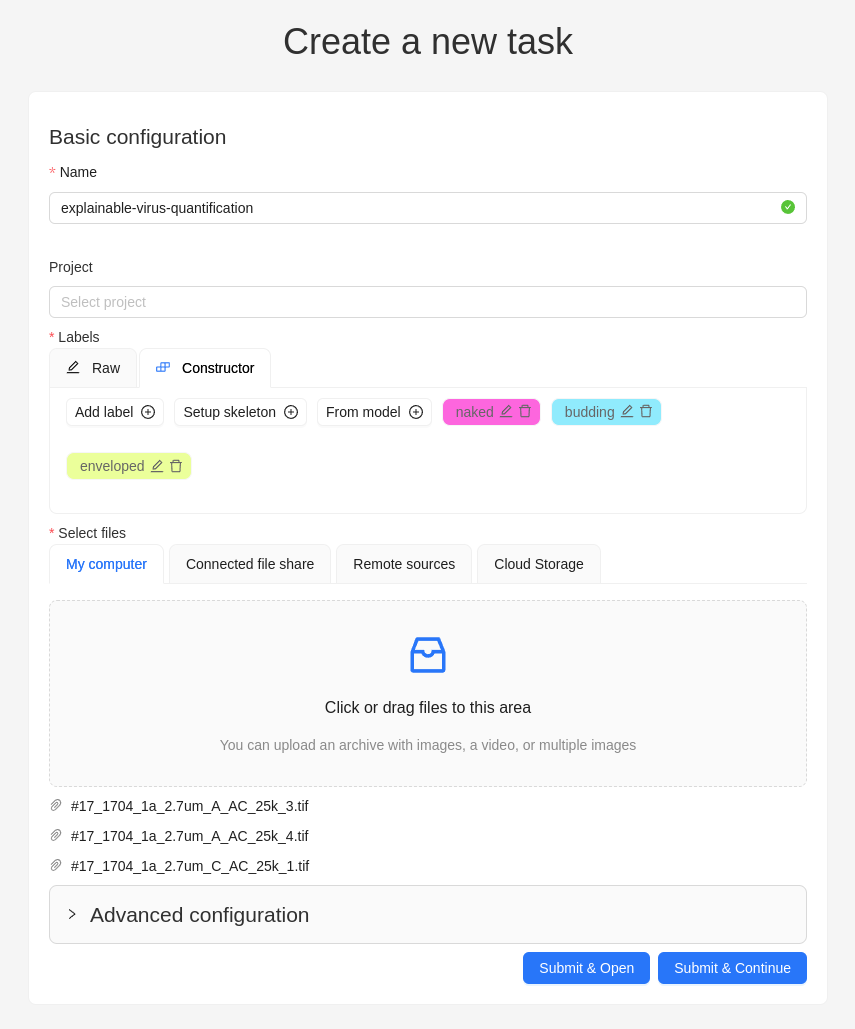 Create a new task
Basic configuration
* Name
explainable-virus-quantification
Project
Select project
* Labels
Raw Constructor
Add label Setup skeleton From model naked budding
enveloped
* Select files
My computer Connected file share Remote sources Cloud Storage
Click or drag files to this area
You can upload an archive with images, a video, or multiple images
#17_1704_1a_2.7um_A_AC_25k_3.tif
#17_1704_1a_2.7um_A_AC_25k_4.tif
#17_1704_1a_2.7um_C_AC_25k_1.tif
Advanced configuration
Submit & Open Submit & Continue